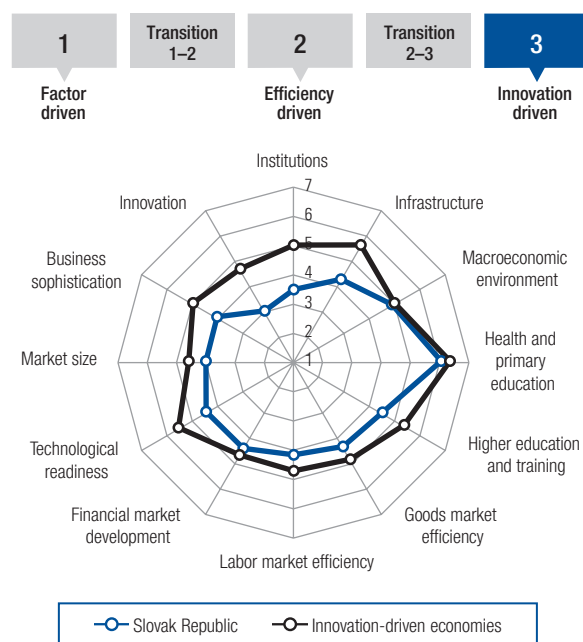 1
Transition
1–2
2
Transition
2–3
3
Factor
driven
Efficiency
driven
Innovation
driven
Institutions
7
6
5
4
3
2
1
Infrastructure
Macroeconomic
environment
Health and
primary
education
Higher education
and training
Goods market
efficiency
Labor market efficiency
Financial market
development
Technological
readiness
Market size
Business
sophistication
Innovation
Slovak Republic
Innovation-driven economies